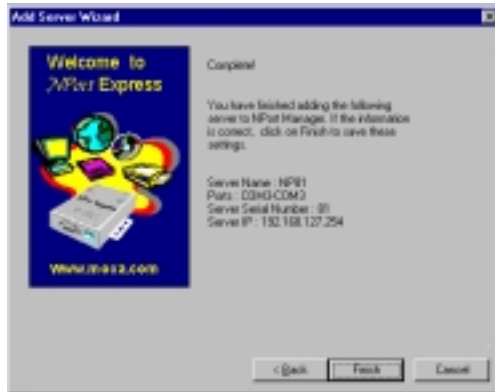 Add Server Wizard
Welcome to
NPort Express
www.moxa.com
Complete!
You have finished adding the following
server to NPort Manager. If the information
is correct, click on Finish to save these
settings.
Server Name : NP01
Ports : COM3-COM3
Server Serial Number : 01
Server IP : 192.168.127.254
< Back
Finish
Cancel